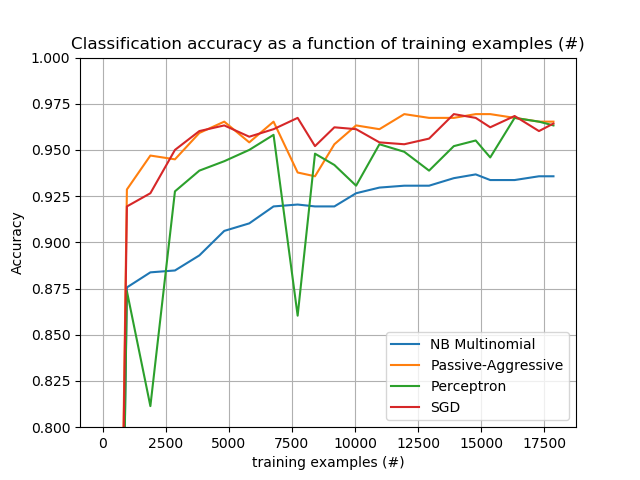 Classification accuracy as a function of training examples (#)
1.000
0.975
0.950
0.925
0.900
0.875
0.850
0.825
0.800
Accuracy
NB Multinomial
Passive-Aggressive
Perceptron
SGD
0 2500 5000 7500 10000 12500 15000 17500
training examples (#)